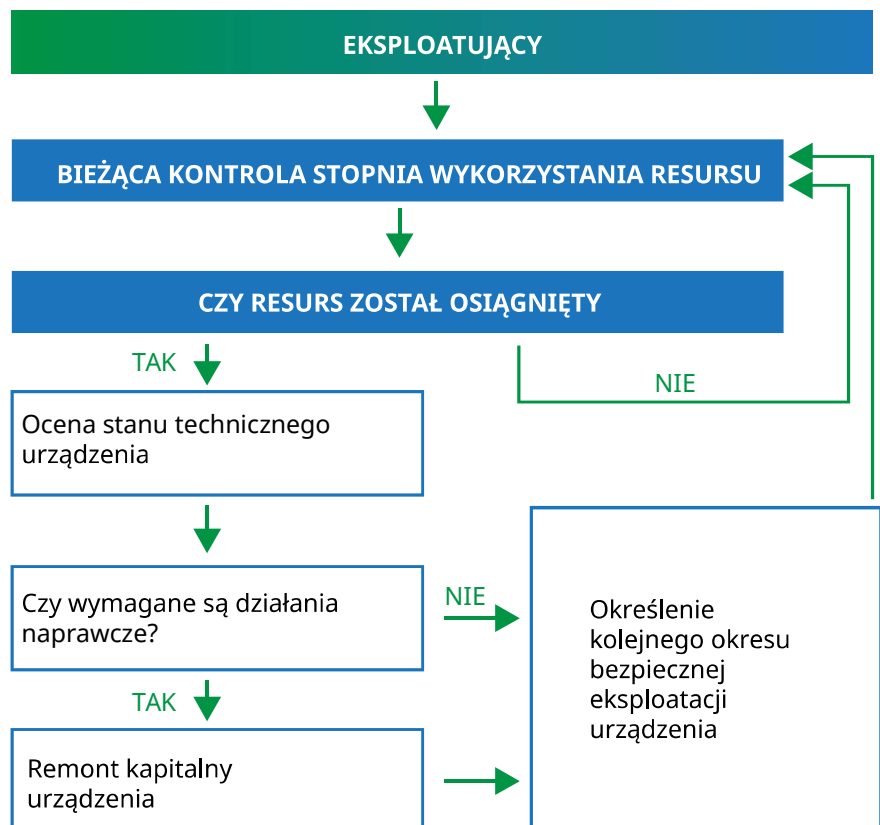 EKSPLOATUJĄCY
BIEŻĄCA KONTROLA STOPNIA WYKORZYSTANIA RESURSU
CZY RESURS ZOSTAŁ OSIĄGNIĘTY
TAK
NIE
Ocena stanu technicznego
urządzenia
Czy wymagane są działania
naprawcze?
NIE
Określenie
kolejnego okresu
bezpiecznej
eksploatacji
urządzenia
TAK
Remont kapitalny
urządzenia